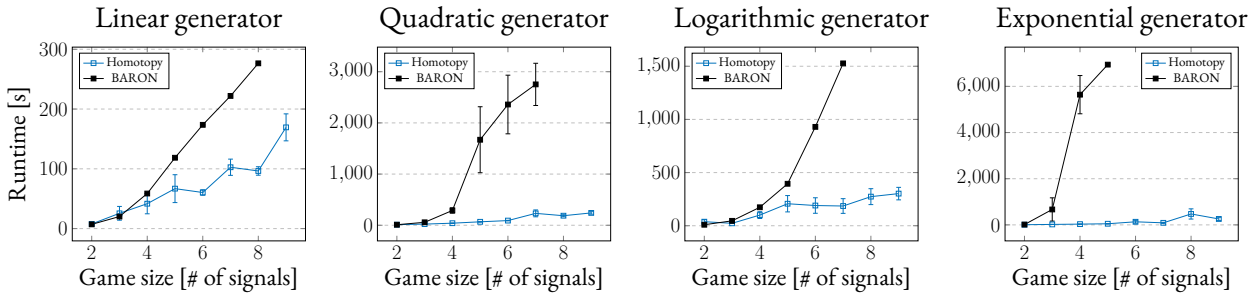 Linear generator
300
200
100
0
Homotopy
BARON
2
4
6
8
Runtime [s]
Game size [# of signals]
Quadratic generator
3,000
2,000
1,000
0
Homotopy
BARON
2
4
6
8
Game size [# of signals]
Logarithmic generator
1,500
1,000
500
0
Homotopy
BARON
2
4
6
8
Game size [# of signals]
Exponential generator
6,000
4,000
2,000
0
Homotopy
BARON
2
4
6
8
Game size [# of signals]